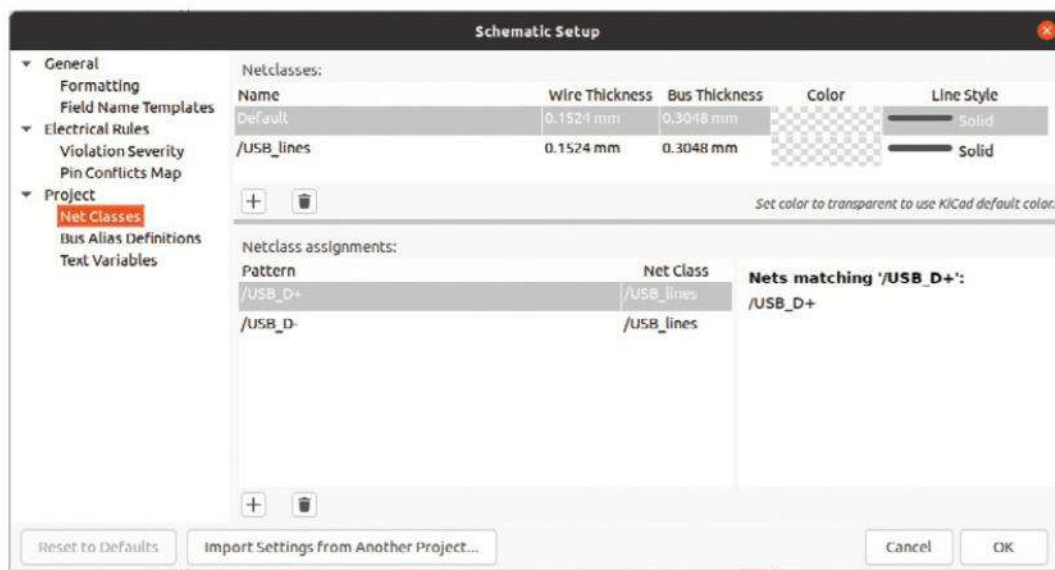 Schematic Setup
General
Formatting
Field Name Templates
Electrical Rules
Violation Severity
Pin Conflicts Map
Project
Net Classes
Bus Alias Definitions
Text Variables
Netclasses:
Name Wire Thickness Bus Thickness Color Line Style
Default 0.1524 mm 0.3048 mm Solid
/USB_lines 0.1524 mm 0.3048 mm Solid
Set color to transparent to use KiCad default color.
Netclass assignments:
Pattern Net Class
/USB_D+ /USB_lines
/USB_D- /USB_lines
Nets matching '/USB_D+':
/USB_D+
Reset to Defaults Import Settings from Another Project... Cancel OK